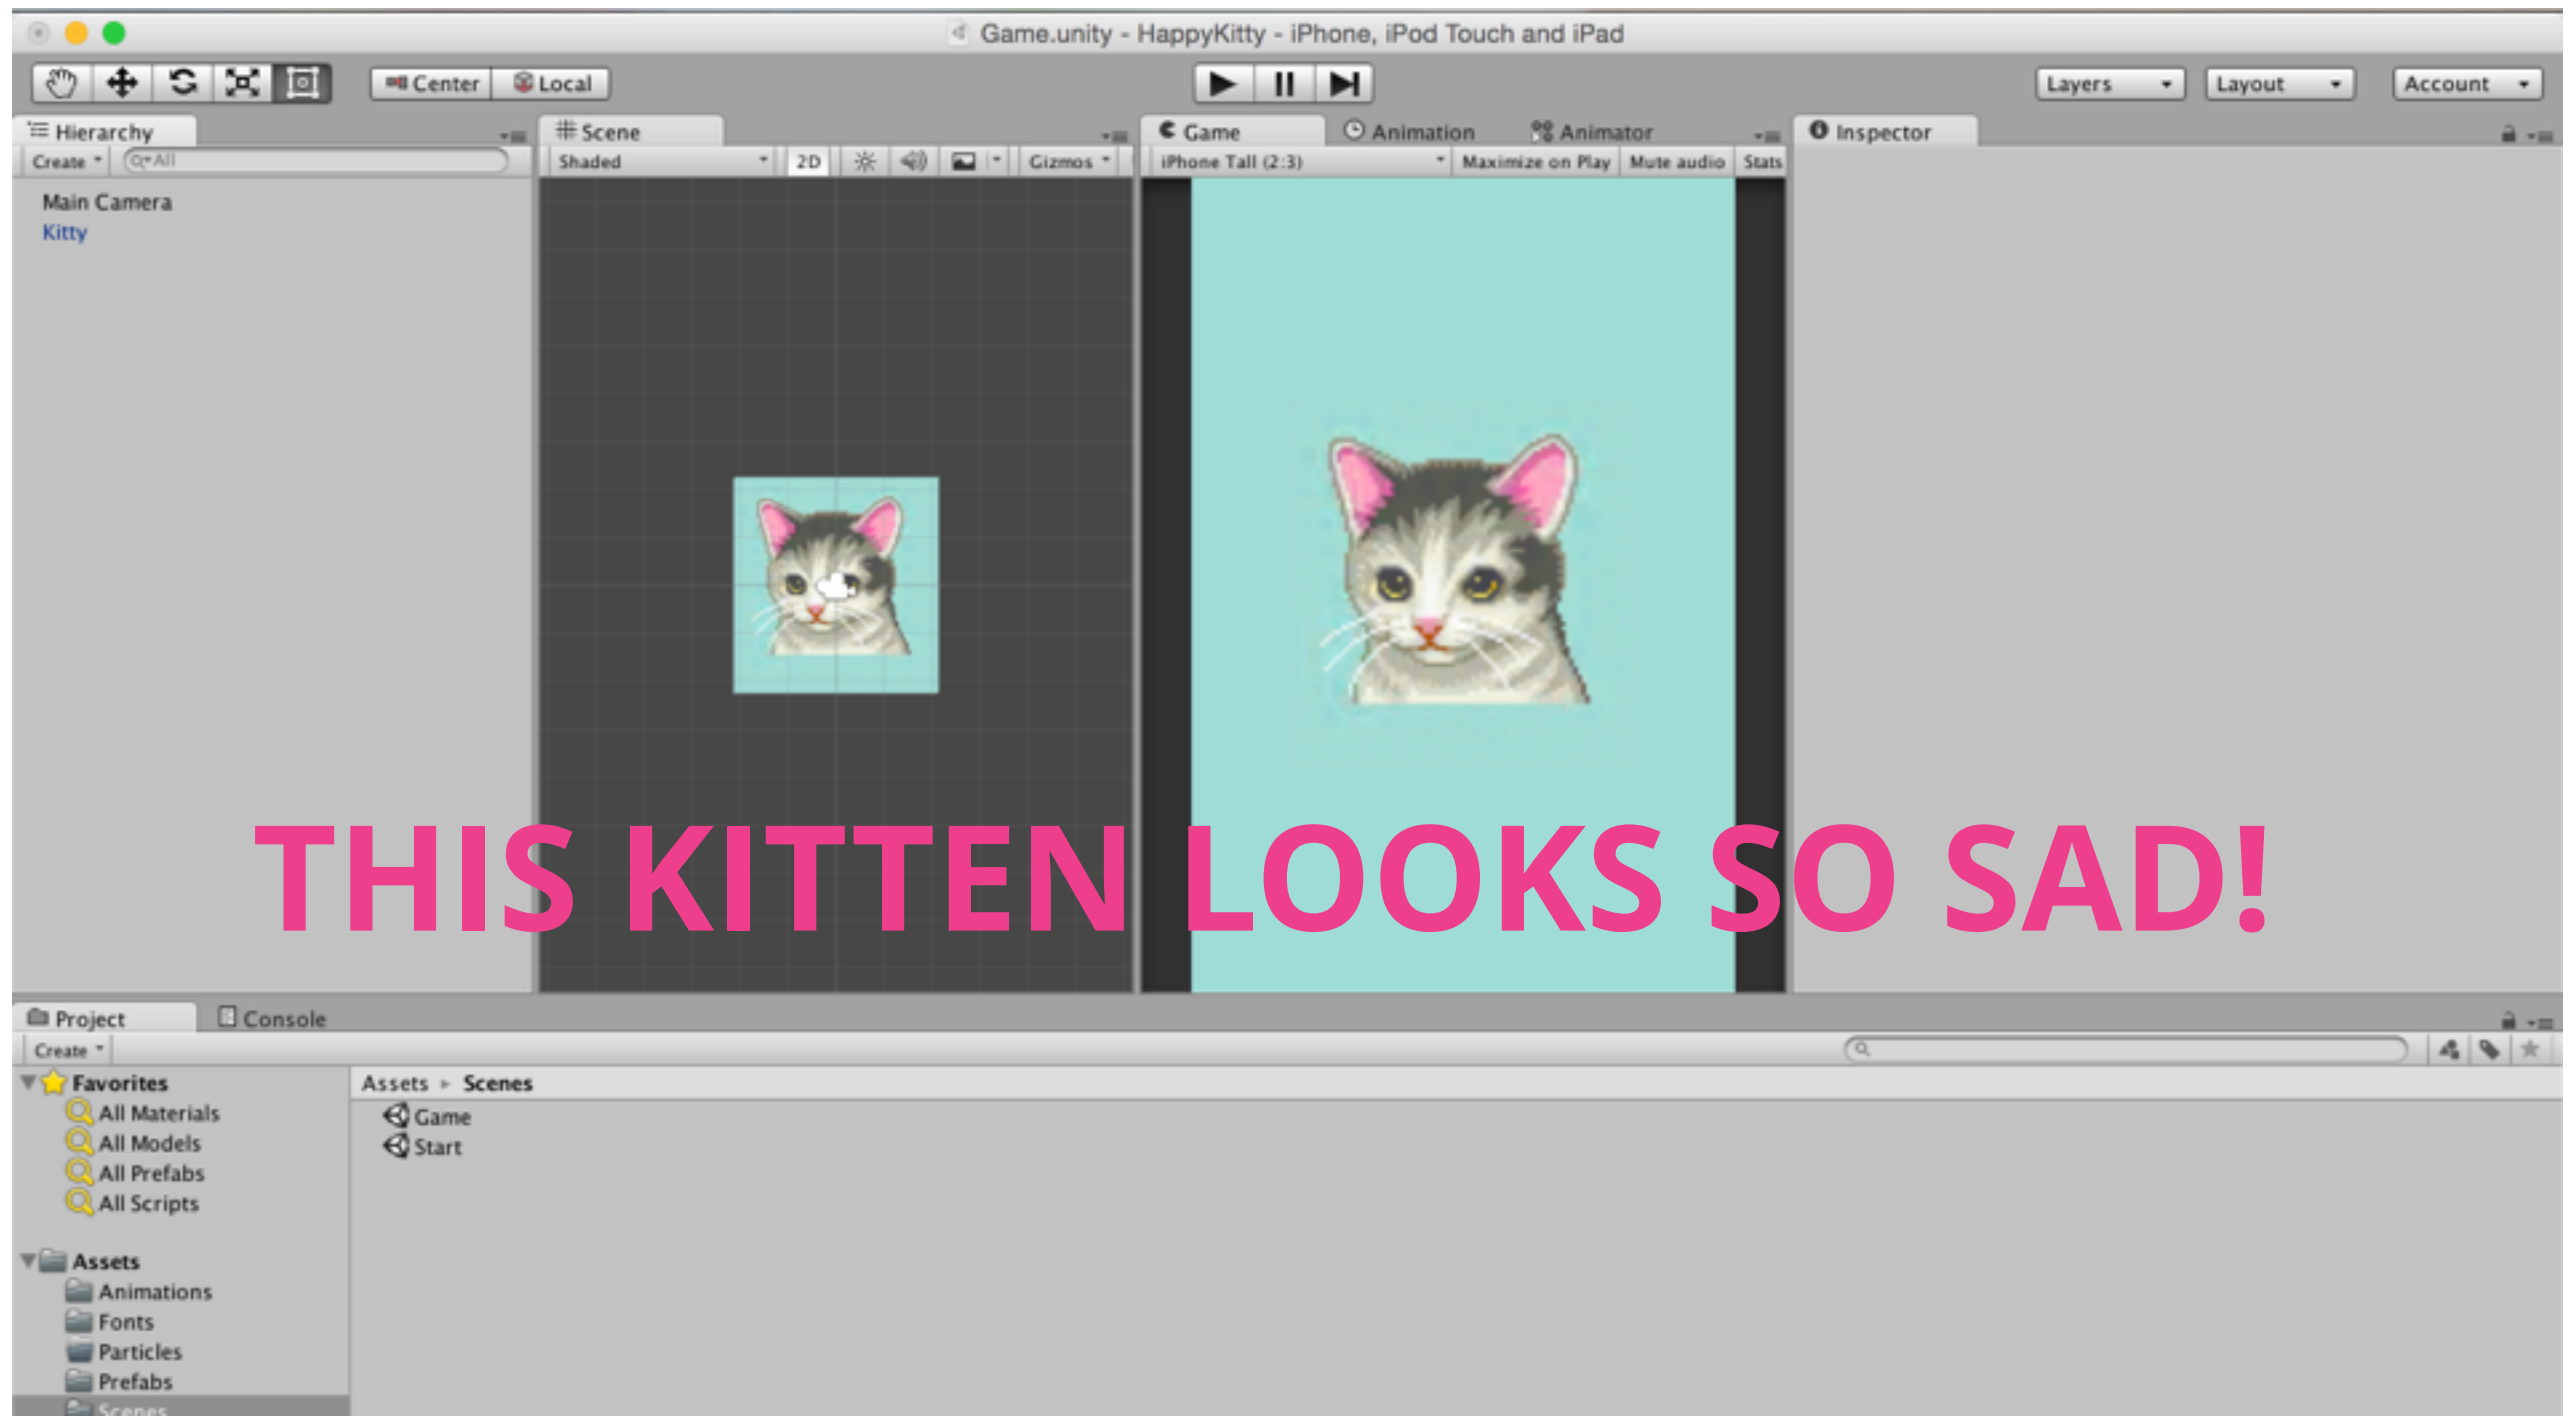 Game.unity - HappyKitty - iPhone, iPod Touch and iPad
Center Local Layers Layout Account
Hierarchy
Create All
Main Camera
Kitty
Scene
Shaded 2D Gizmos
Game Animation Animator
iPhone Tall (2:3) Maximize on Play Mute audio Stats
Inspector
THIS KITTEN LOOKS SO SAD!
Project Console
Create
Favorites
All Materials
All Models
All Prefabs
All Scripts
Assets
Animations
Fonts
Particles
Prefabs
Scenes
Assets Scenes
Game
Start